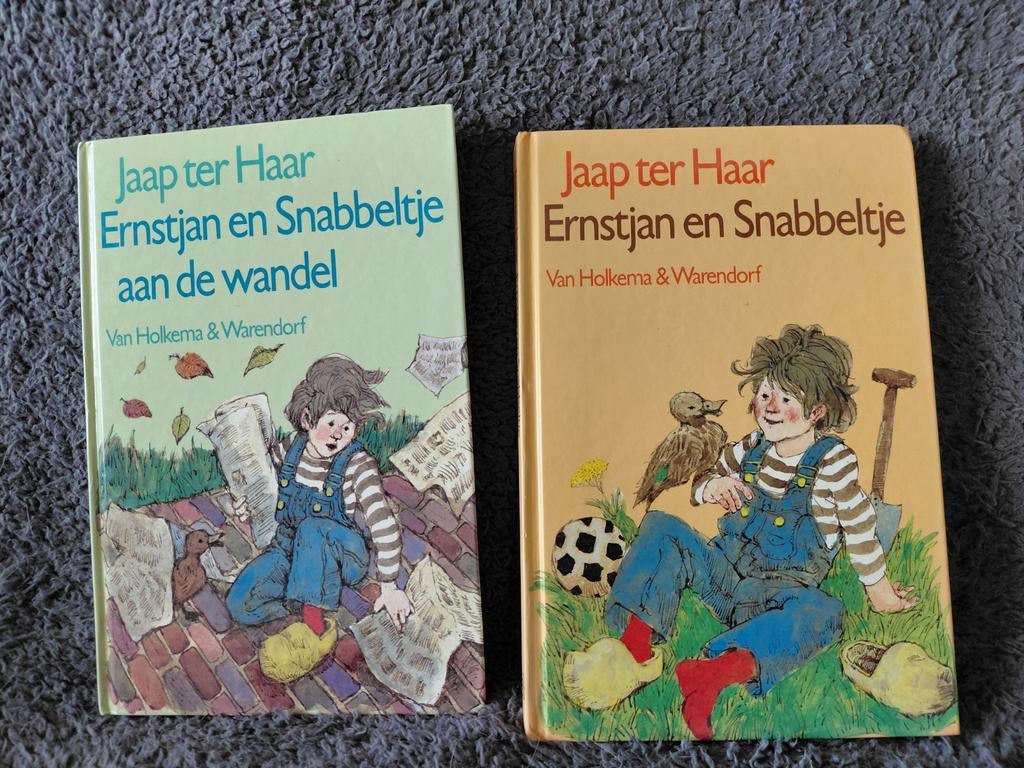 Jaap ter Haar
Ernstjan en Snabbeltje
aan de wandel
Van Holkema & Warendorf
Jaap ter Haar
Ernstjan en Snabbeltje
Van Holkema & Warendorf